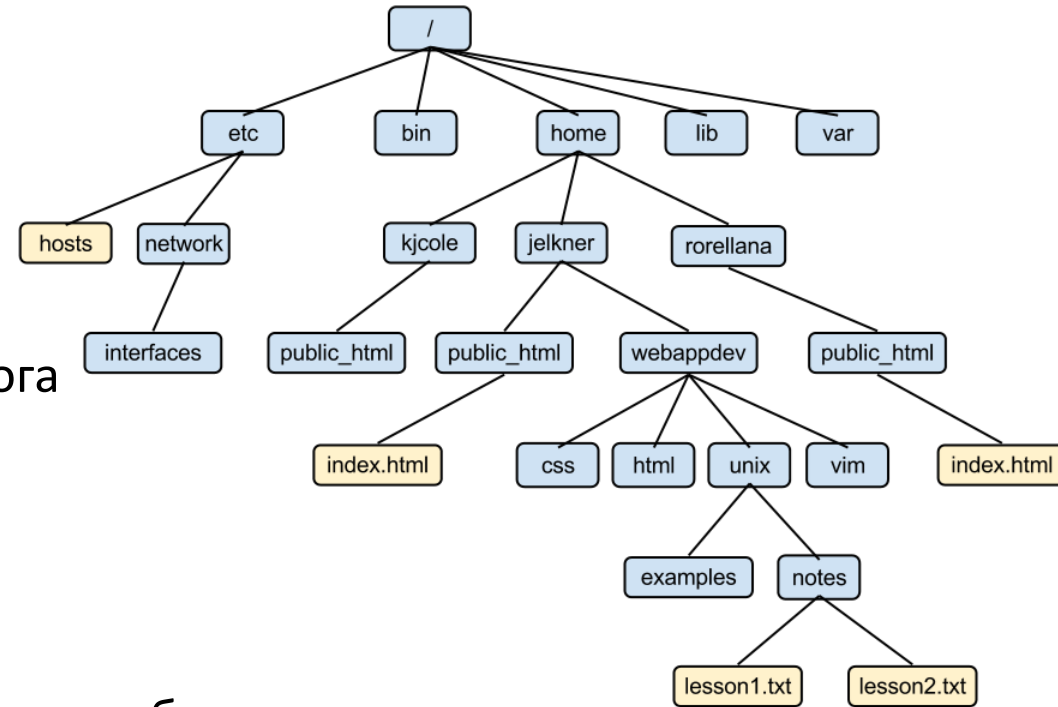 /
etc bin home lib var
hosts network kjcole jelkner rorellana
interfaces public_html public_html webappdev public_html
index.html css html unix vim index.html
examples notes
lesson1.txt lesson2.txt